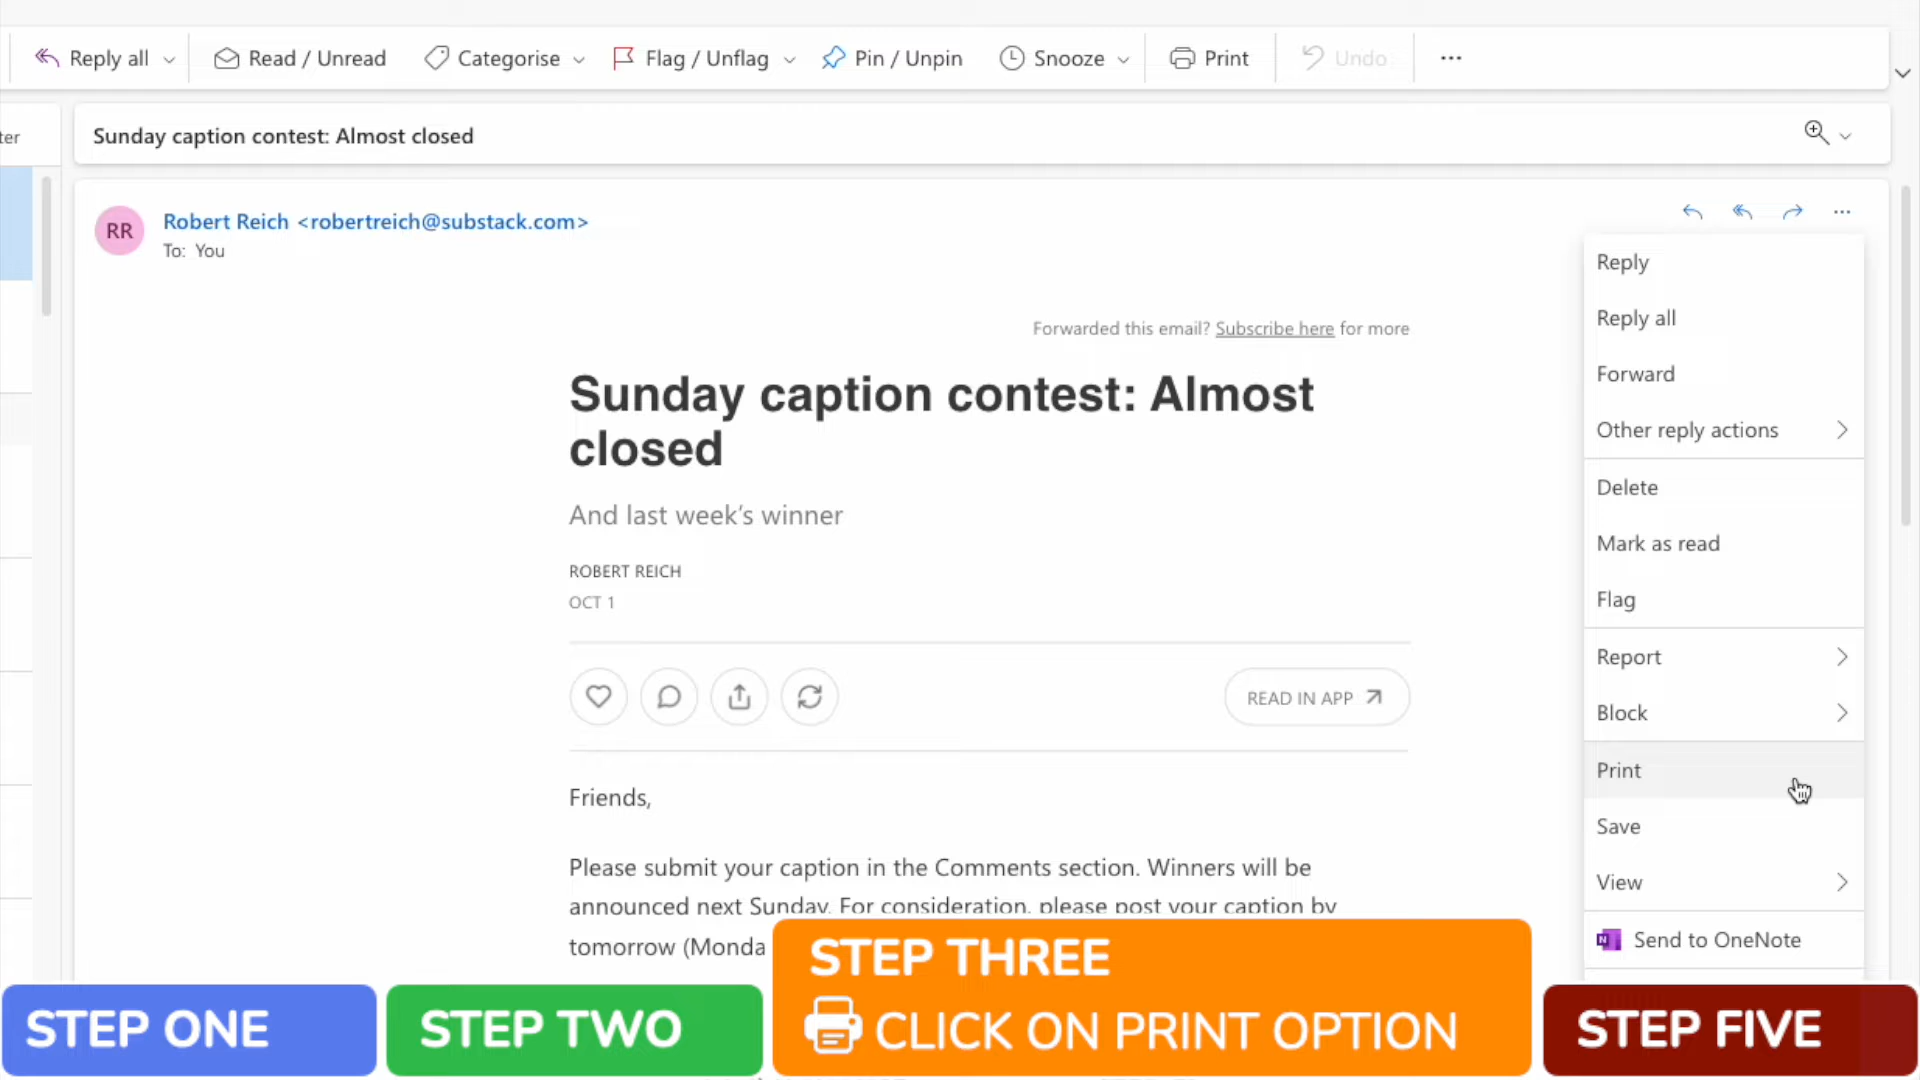 Reply all
Read / Unread
Categorise
Flag / Unflag
Pin / Unpin
Snooze
Print
Undo
ter
Sunday caption contest: Almost closed
RR
Robert Reich <robertreich@substack.com>
To: You
Reply
Reply all
Forward
Other reply actions
Delete
Mark as read
Flag
Report
Block
Print
Save
View
Send to OneNote
Forwarded this email? Subscribe here for more
Sunday caption contest: Almost
closed
And last week's winner
ROBERT REICH
OCT 1
READ IN APP
Friends,
Please submit your caption in the Comments section. Winners will be
announced next Sunday. For consideration, please post your caption by
tomorrow (Monda
STEP ONE
STEP TWO
STEP THREE
CLICK ON PRINT OPTION
STEP FIVE